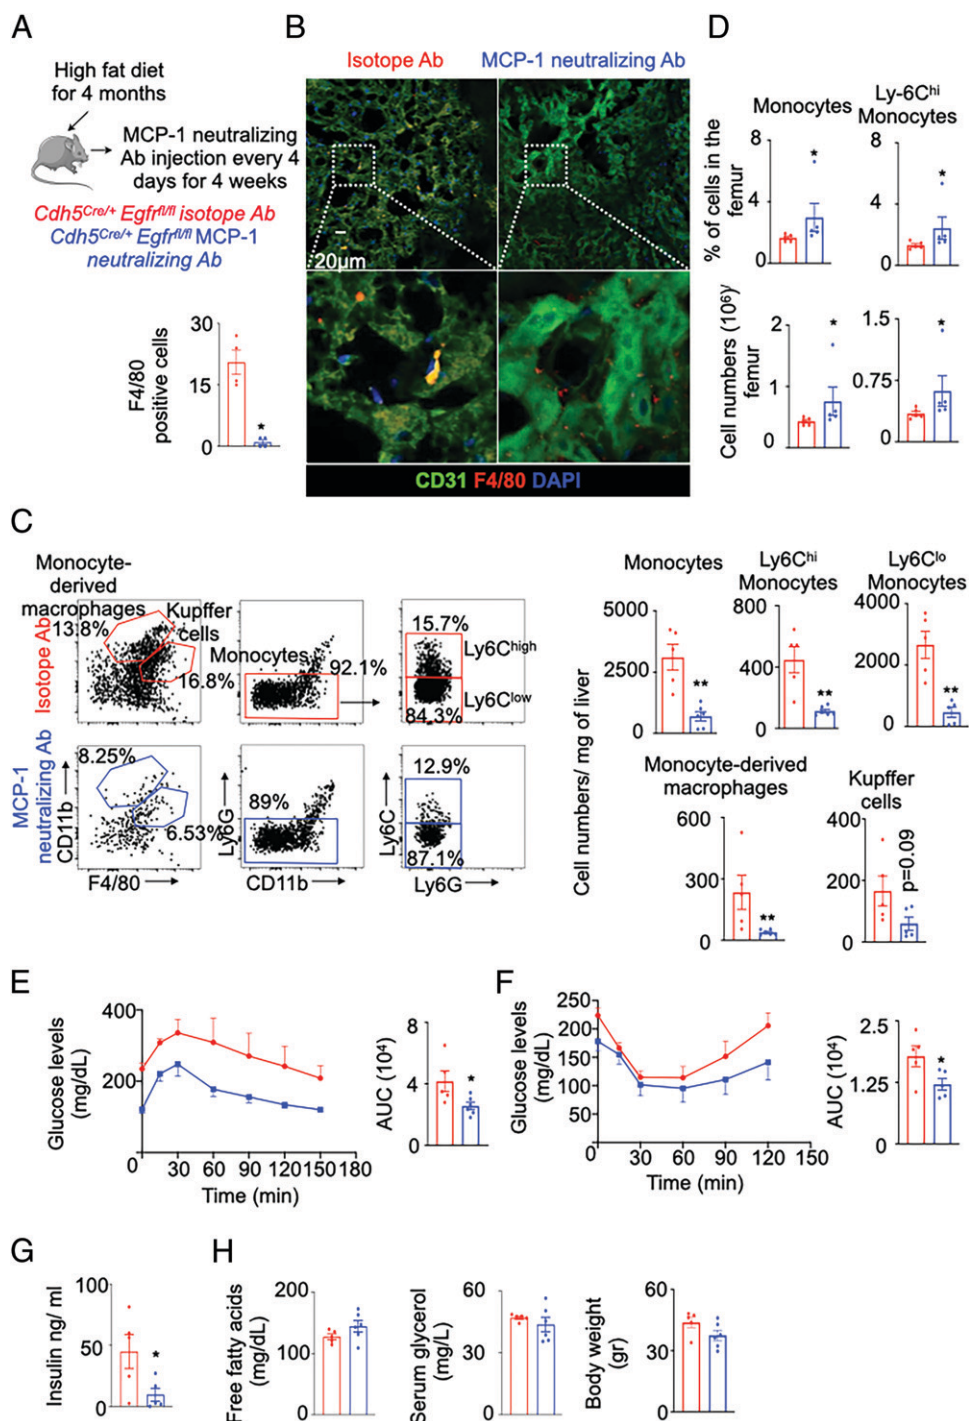 A
High fat diet
for 4 months
MCP-1 neutralizing
Ab injection every 4
days for 4 weeks
Cdh5Cre/+ Egfrfl/fl isotope Ab
Cdh5Cre/+ Egfrfl/fl MCP-1
neutralizing Ab
F4/80
positive cells
30
15
0
*
B
Isotope Ab
MCP-1 neutralizing Ab
20µm
CD31 F4/80 DAPI
D
Monocytes
Ly-6Chi
Monocytes
% of cells in the
femur
8
4
0
*
8
4
0
*
Cell numbers (10⁶)/
femur
2
1
0
*
1.5
0.75
0
*
C
Monocyte-
derived
macrophages
Kupffer
cells
13.8%
16.8%
Isotope Ab
Monocytes
92.1%
15.7%
Ly6Chigh
Ly6Clow
84.3%
MCP-1
neutralizing Ab
8.25%
6.53%
CD11b
F4/80
89%
Ly6G
CD11b
12.9%
87.1%
Ly6C
Ly6G
Cell numbers/ mg of liver
Monocytes
5000
2500
0
**
Ly6Chi
Monocytes
800
400
0
**
Ly6Clo
Monocytes
4000
2000
0
**
Monocyte-derived
macrophages
600
300
0
**
Kupffer
cells
400
200
0
p=0.09
E
Glucose levels
(mg/dL)
400
200
0 30 60 90 120 150 180
Time (min)
AUC (10⁴)
8
4
0
*
F
Glucose levels
(mg/dL)
250
200
150
100
50
0 30 60 90 120 150
Time (min)
AUC (10⁴)
2.5
1.25
0
*
G
Insulin ng/ ml
100
50
0
*
H
Free fatty acids
(mg/dL)
200
100
0
Serum glycerol
(mg/L)
60
30
0
Body weight
(gr)
60
30
0